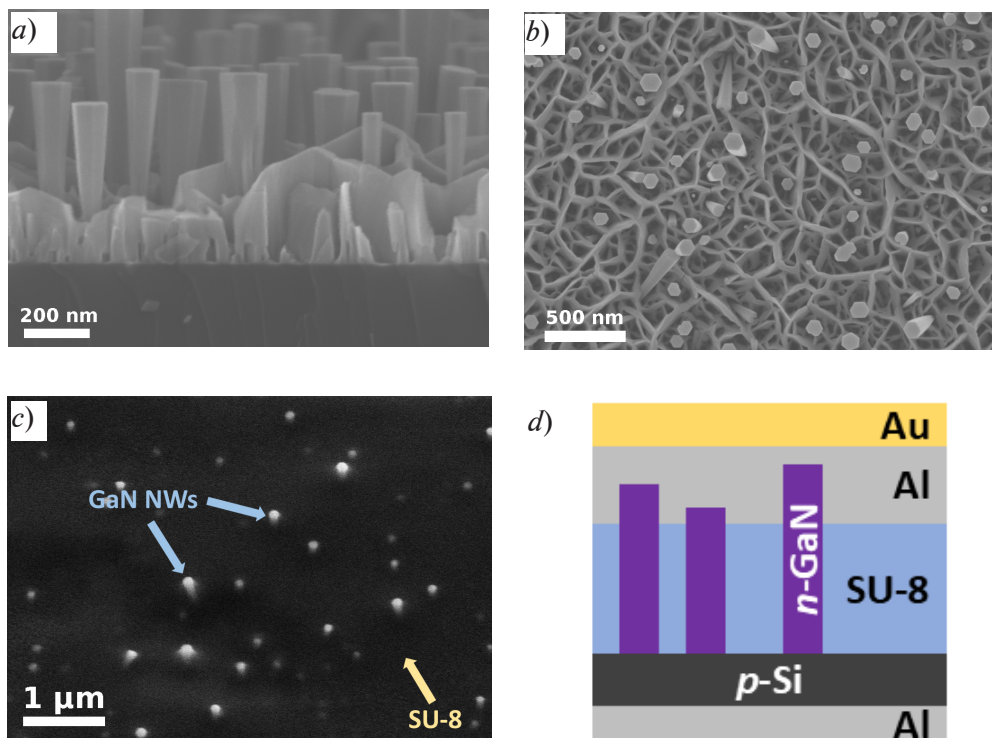 a)
200 nm
b)
500 nm
c)
GaN NWs
1 µm
SU-8
d)
Au
Al
n-GaN
SU-8
p-Si
Al